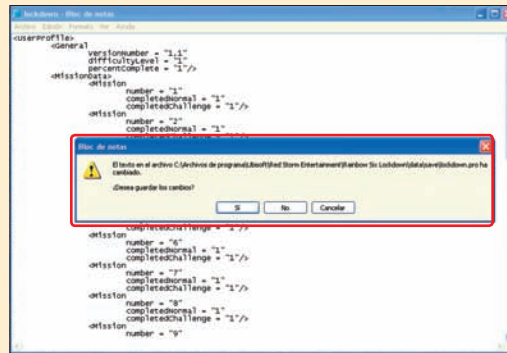 lockdown - Bloc de notas
Archivo Edición Formato Ver Ayuda
<userProfile>
<General
versionNumber = "1.1"
difficultyLevel = "1"
percentComplete = "1"/>
<MissionData>
<Mission
number = "1"
completedNormal = "1"
completedChallenge = "1"/>
<Mission
number = "2"
completedNormal = "1"
Bloc de notas
El texto en el archivo C:\Archivos de programa\Ubisoft\Red Storm Entertainment\Rainbow Six Lockdown\data\save\lockdown.pro ha
cambiado.
¿Desea guardar los cambios?
Sí No Cancelar
completedChallenge = "1"/>
<Mission
number = "6"
completedNormal = "1"
completedChallenge = "1"/>
<Mission
number = "7"
completedNormal = "1"
completedChallenge = "1"/>
<Mission
number = "8"
completedNormal = "1"
completedChallenge = "1"/>
<Mission
number = "9"